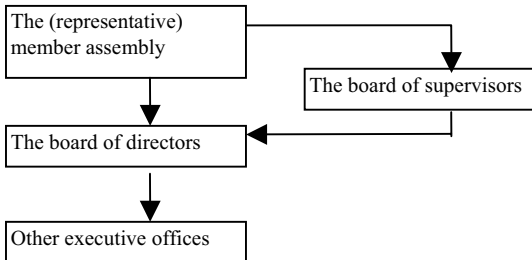 The (representative)
member assembly
The board of supervisors
The board of directors
Other executive offices